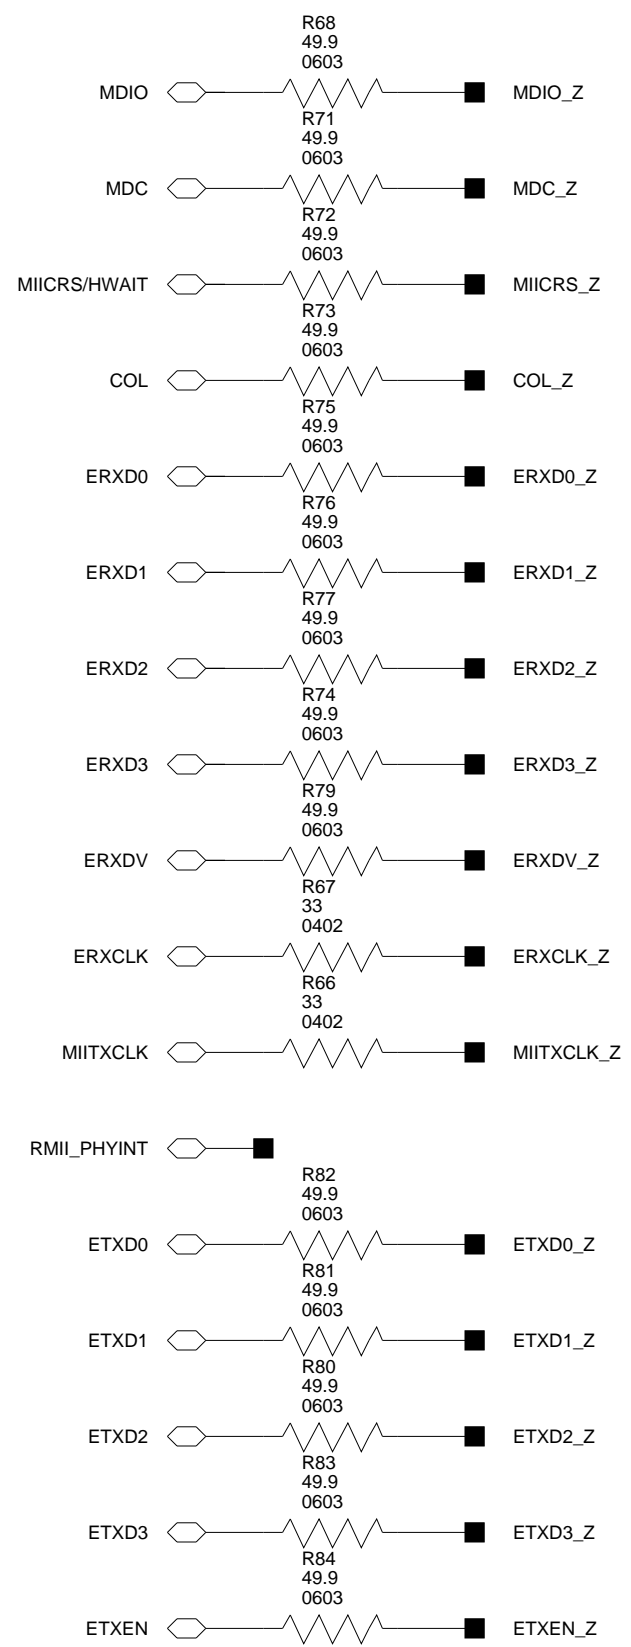 R68
49.9
0603
MDIO MDIO_Z
R71
49.9
0603
MDC MDC_Z
R72
49.9
0603
MIICRS/HWAIT MIICRS_Z
R73
49.9
0603
COL COL_Z
R75
49.9
0603
ERXD0 ERXD0_Z
R76
49.9
0603
ERXD1 ERXD1_Z
R77
49.9
0603
ERXD2 ERXD2_Z
R74
49.9
0603
ERXD3 ERXD3_Z
R79
49.9
0603
ERXDV ERXDV_Z
R67
33
0402
ERXCLK ERXCLK_Z
R66
33
0402
MIITXCLK MIITXCLK_Z
RMII_PHYINT
R82
49.9
0603
ETXD0 ETXD0_Z
R81
49.9
0603
ETXD1 ETXD1_Z
R80
49.9
0603
ETXD2 ETXD2_Z
R83
49.9
0603
ETXD3 ETXD3_Z
R84
49.9
0603
ETXEN ETXEN_Z